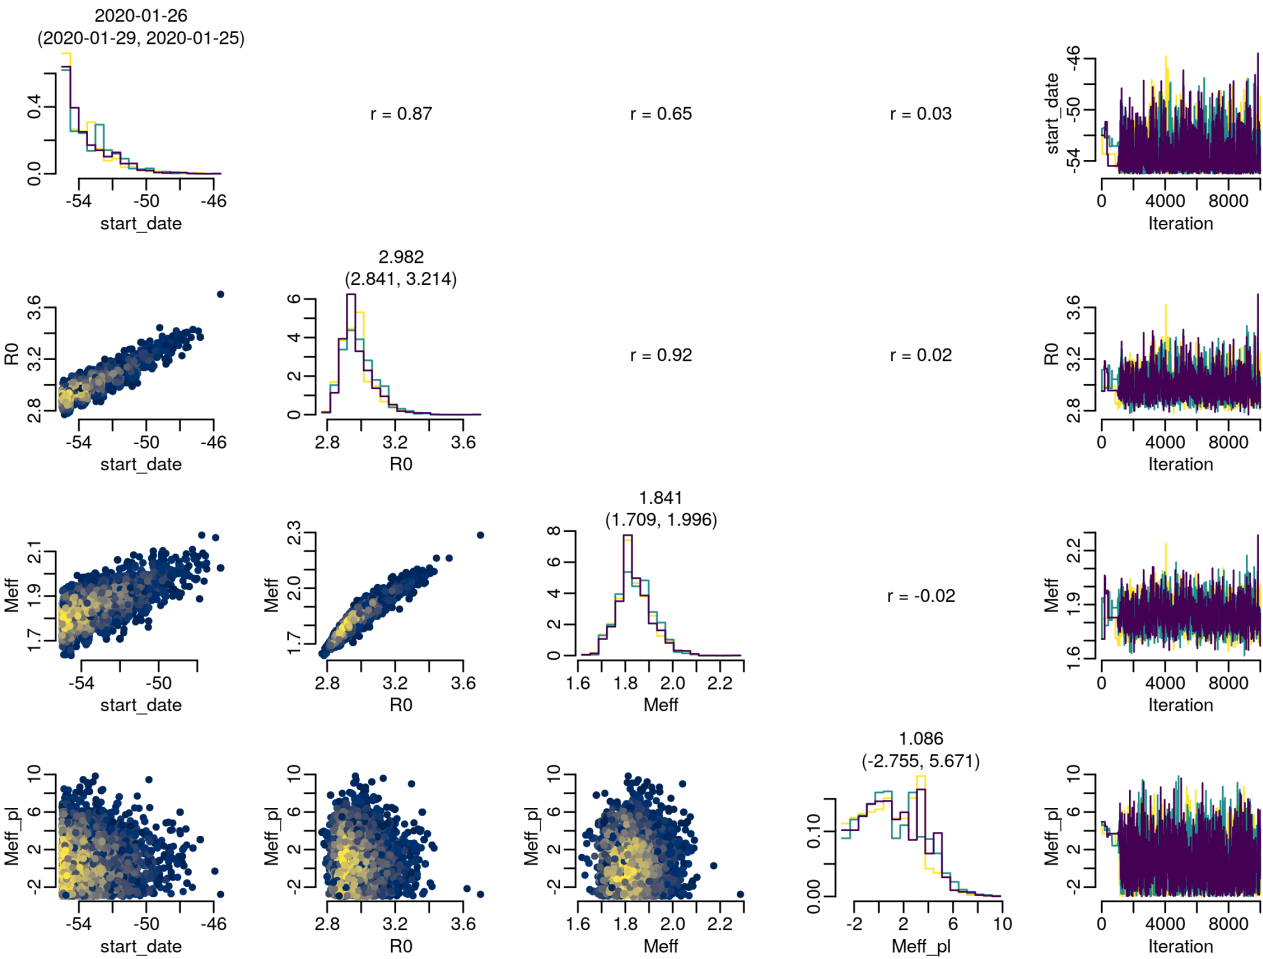 2020-01-26
(2020-01-29, 2020-01-25)
0.0 0.4
-54 -50 -46
start_date
r = 0.87
r = 0.65
r = 0.03
start_date
-54 -50 -46
0 4000 8000
Iteration
R0
2.8 3.2 3.6
-54 -50 -46
start_date
2.982
(2.841, 3.214)
0 2 4 6
2.8 3.2 3.6
R0
r = 0.92
r = 0.02
R0
2.8 3.2 3.6
0 4000 8000
Iteration
Meff
1.7 1.9 2.1
-54 -50
start_date
Meff
1.7 2.0 2.3
2.8 3.2 3.6
R0
1.841
(1.709, 1.996)
0 2 4 6 8
1.6 1.8 2.0 2.2
Meff
r = -0.02
Meff
1.6 1.9 2.2
0 4000 8000
Iteration
Meff_pl
-2 2 6 10
-54 -50 -46
start_date
Meff_pl
-2 2 6 10
2.8 3.2 3.6
R0
Meff_pl
-2 2 6 10
1.6 1.8 2.0 2.2
Meff
1.086
(-2.755, 5.671)
0.00 0.10
-2 2 6 10
Meff_pl
Meff_pl
-2 2 6 10
0 4000 8000
Iteration